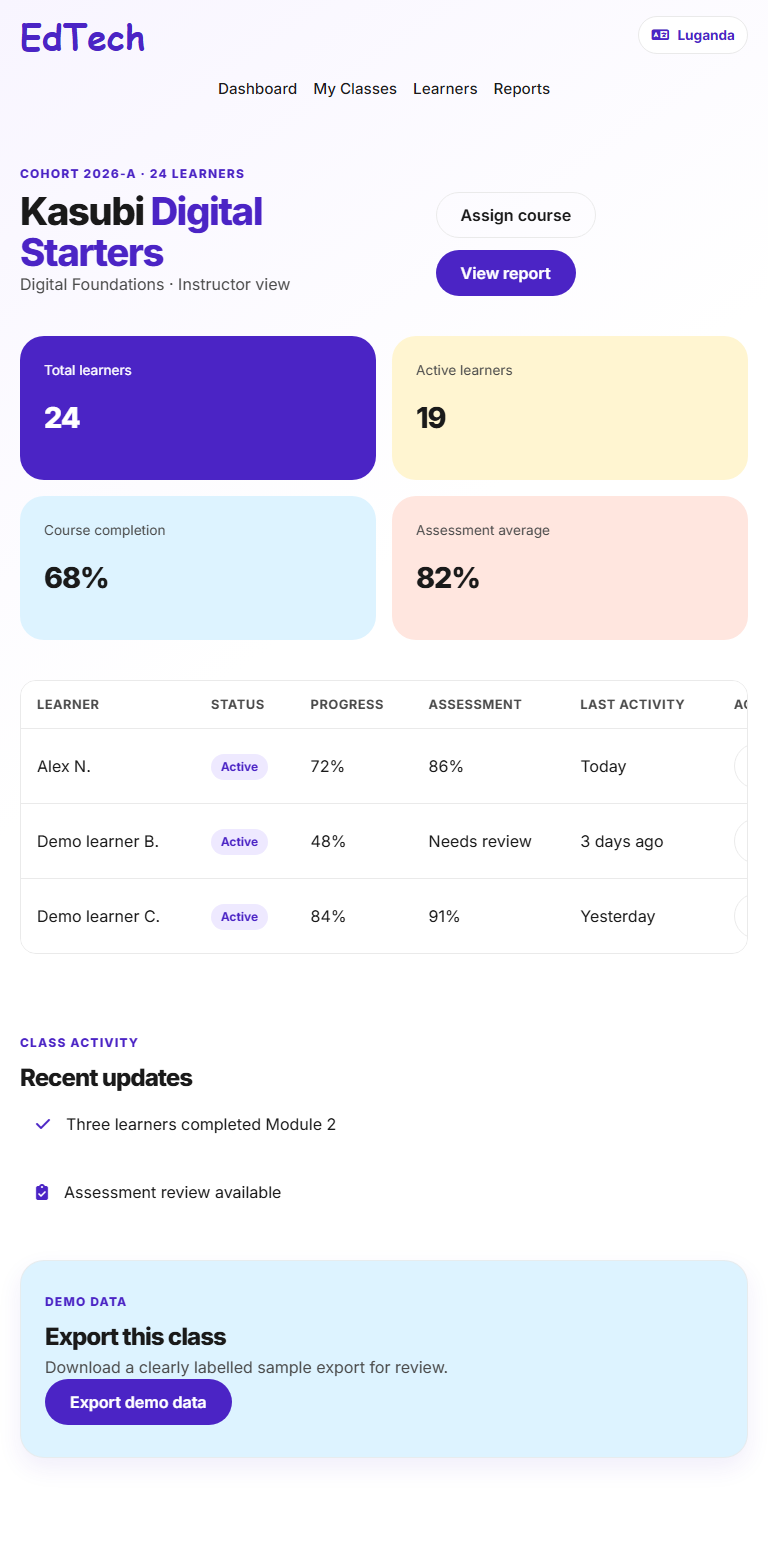 EdTech
Luganda
Dashboard My Classes Learners Reports
COHORT 2026-A · 24 LEARNERS
Kasubi Digital
Starters
Digital Foundations · Instructor view
Assign course
View report
Total learners
24
Active learners
19
Course completion
68%
Assessment average
82%
LEARNER STATUS PROGRESS ASSESSMENT LAST ACTIVITY
Alex N. Active 72% 86% Today
Demo learner B. Active 48% Needs review 3 days ago
Demo learner C. Active 84% 91% Yesterday
CLASS ACTIVITY
Recent updates
Three learners completed Module 2
Assessment review available
DEMO DATA
Export this class
Download a clearly labelled sample export for review.
Export demo data